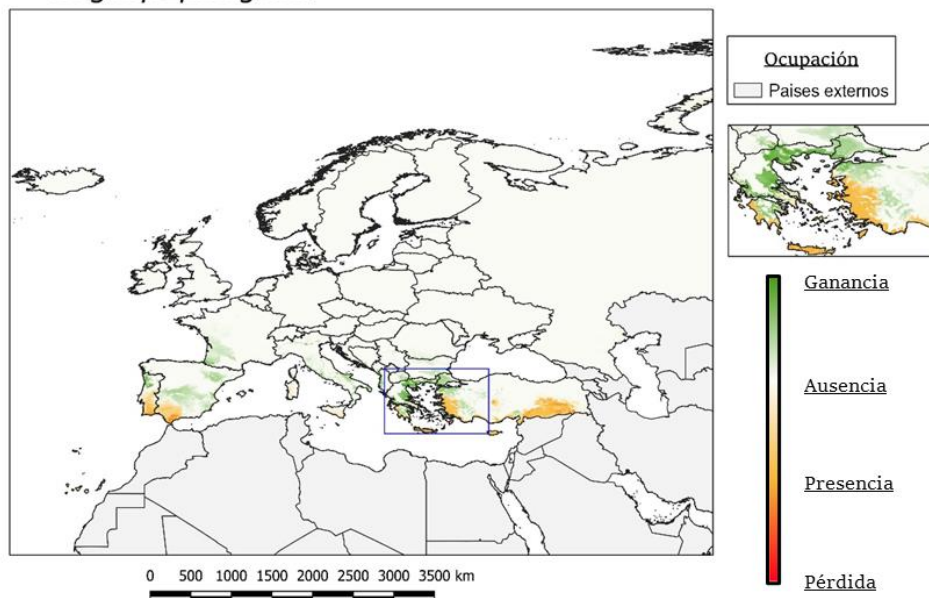 Ocupación
Paises externos
Ganancia
Ausencia
Presencia
Pérdida
0 500 1000 1500 2000 2500 3000 3500 km